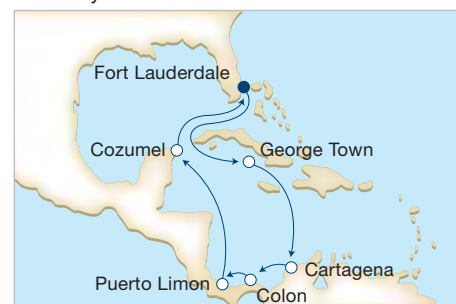 Fort Lauderdale
Cozumel
George Town
Cartagena
Puerto Limon
Colon